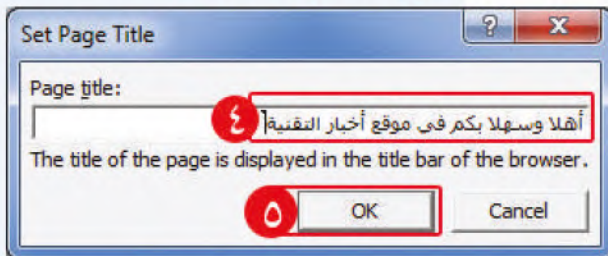 Set Page Title
Page title:
أهلا وسهلا بكم في موقع أخبار التقنية
٤
The title of the page is displayed in the title bar of the browser.
٥
OK
Cancel